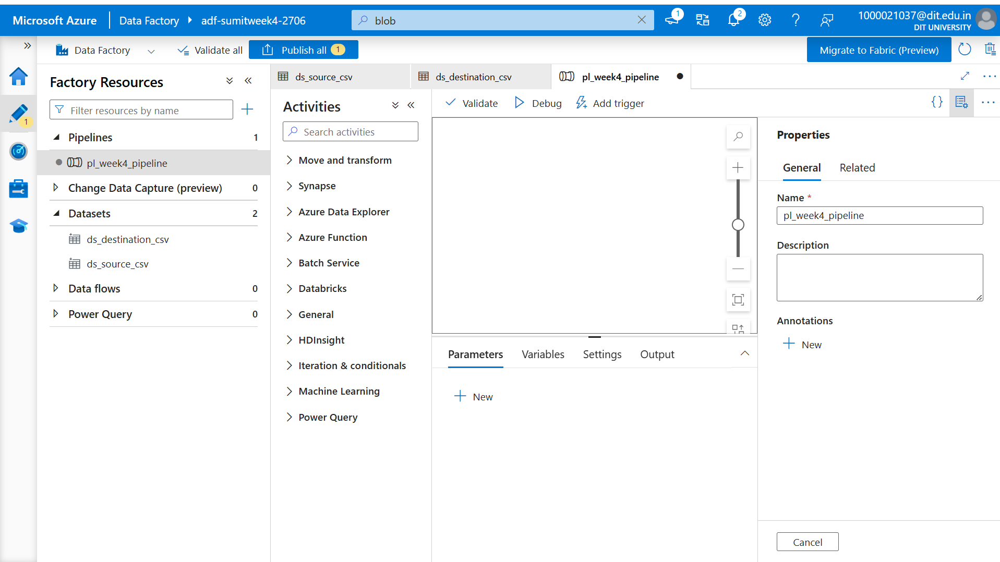 Microsoft Azure
Data Factory
adf-sumitweek4-2706
blob
1
2
1000021037@dit.edu.in
DIT UNIVERSITY
Data Factory
Validate all
Publish all 1
Migrate to Fabric (Preview)
1
Factory Resources
Filter resources by name
Pipelines 1
pl_week4_pipeline
Change Data Capture (preview) 0
Datasets 2
ds_destination_csv
ds_source_csv
Data flows 0
Power Query 0
ds_source_csv
ds_destination_csv
pl_week4_pipeline
Activities
Search activities
Move and transform
Synapse
Azure Data Explorer
Azure Function
Batch Service
Databricks
General
HDInsight
Iteration & conditionals
Machine Learning
Power Query
Validate
Debug
Add trigger
Parameters
Variables
Settings
Output
New
Properties
General
Related
Name *
pl_week4_pipeline
Description
Annotations
New
Cancel